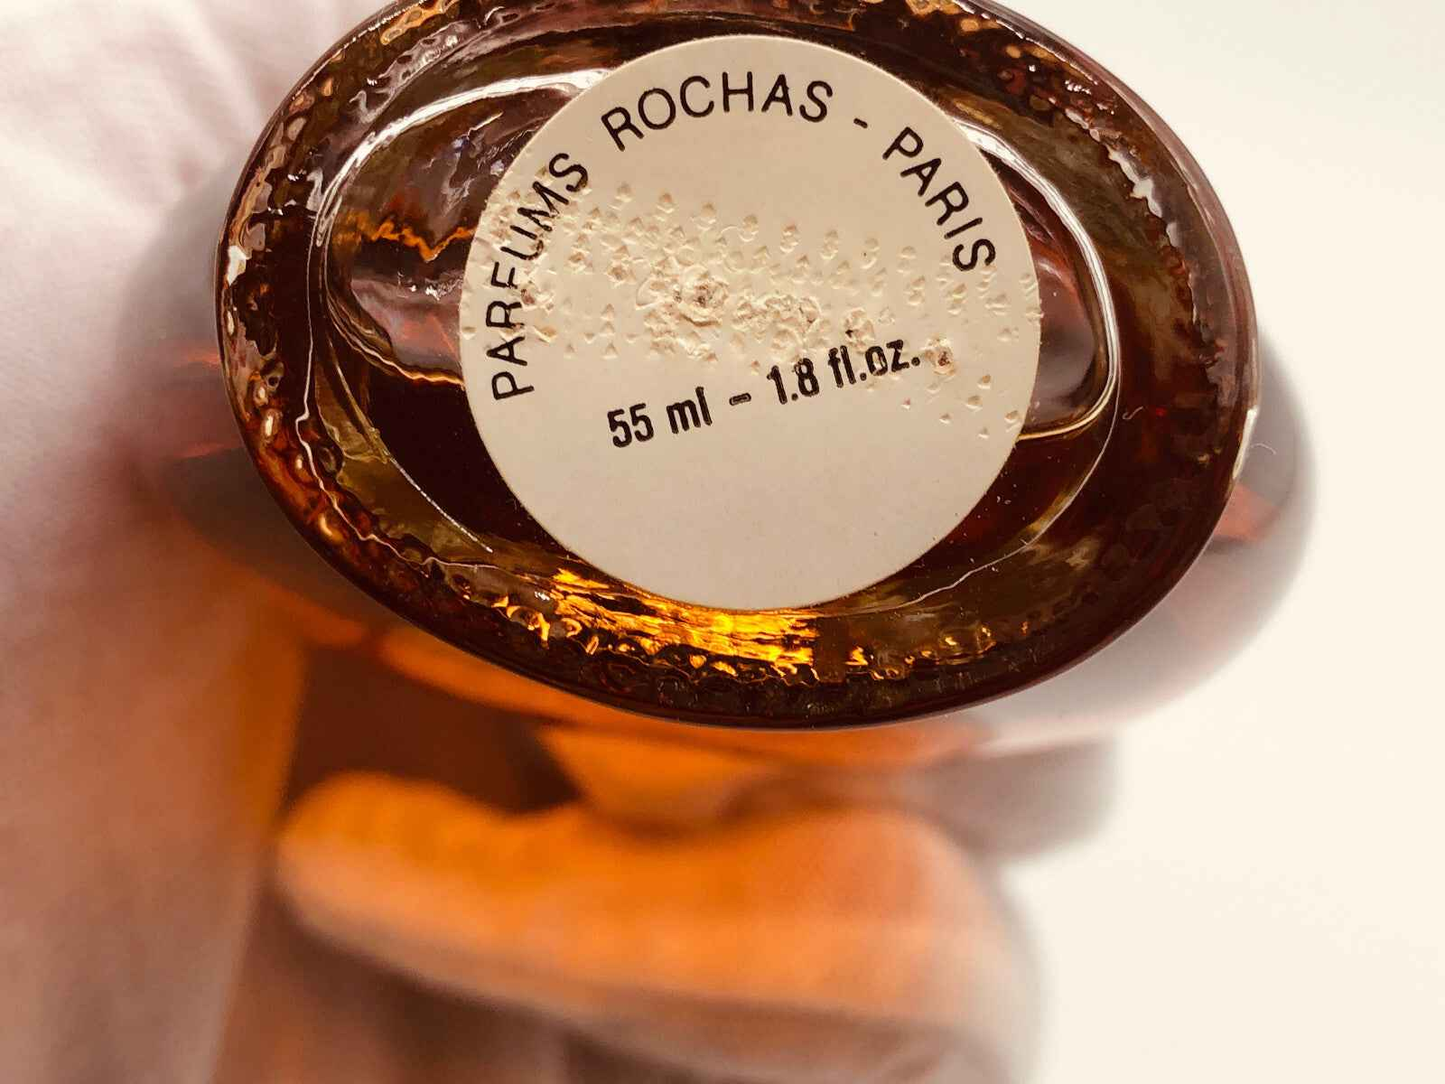 PARFUMS ROCHAS - PARIS
55 ml - 1.8 fl.oz.